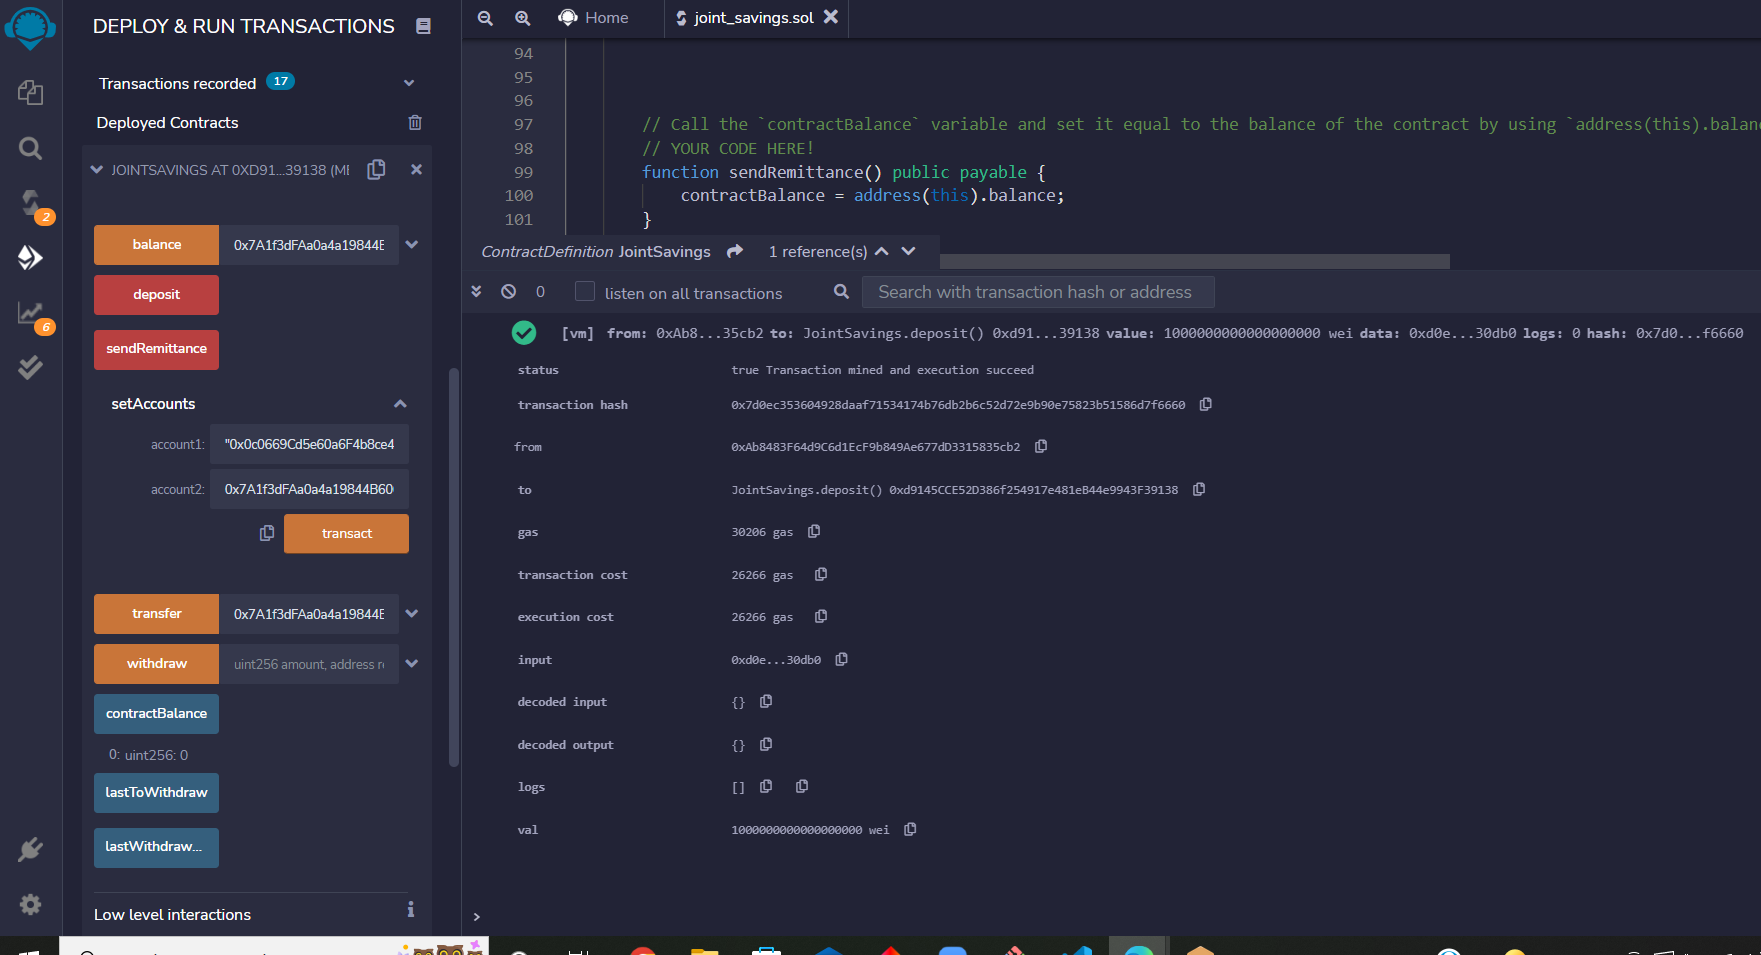 DEPLOY & RUN TRANSACTIONS
Transactions recorded 17
Deployed Contracts
JOINTSAVINGS AT 0XD91...39138 (ME
balance 0x7A1f3dFAa0a4a19844E
deposit
sendRemittance
setAccounts
account1: "0x0c0669Cd5e60a6F4b8ce4
account2: 0x7A1f3dFAa0a4a19844B60
transact
transfer 0x7A1f3dFAa0a4a19844E
withdraw uint256 amount, address re
contractBalance
0: uint256: 0
lastToWithdraw
lastWithdraw...
Low level interactions
2
6
Home joint_savings.sol
94
95
96
97 // Call the `contractBalance` variable and set it equal to the balance of the contract by using `address(this).balan
98 // YOUR CODE HERE!
99 function sendRemittance() public payable {
100 contractBalance = address(this).balance;
101 }
ContractDefinition JointSavings 1 reference(s)
0 listen on all transactions Search with transaction hash or address
[vm] from: 0xAb8...35cb2 to: JointSavings.deposit() 0xd91...39138 value: 1000000000000000000 wei data: 0xd0e...30db0 logs: 0 hash: 0x7d0...f6660
status true Transaction mined and execution succeed
transaction hash 0x7d0ec353604928daaf71534174b76db2b6c52d72e9b90e75823b51586d7f6660
from 0xAb8483F64d9C6d1EcF9b849Ae677dD3315835cb2
to JointSavings.deposit() 0xd9145CCE52D386f254917e481eB44e9943F39138
gas 30206 gas
transaction cost 26266 gas
execution cost 26266 gas
input 0xd0e...30db0
decoded input {}
decoded output {}
logs []
val 1000000000000000000 wei
>